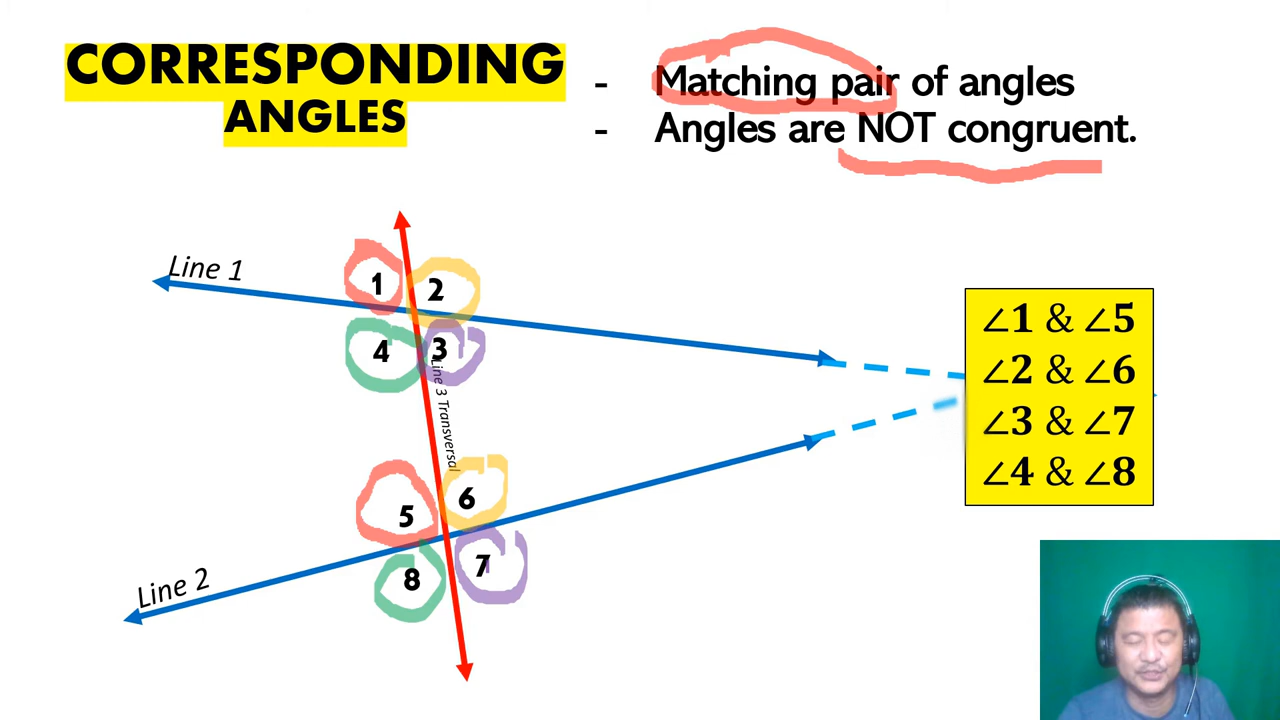 CORRESPONDING
ANGLES
- Matching pair of angles
- Angles are NOT congruent.
Line 1
1
2
4
3
Line 3 Transversal
5
6
8
7
Line 2
∠1 & ∠5
∠2 & ∠6
∠3 & ∠7
∠4 & ∠8